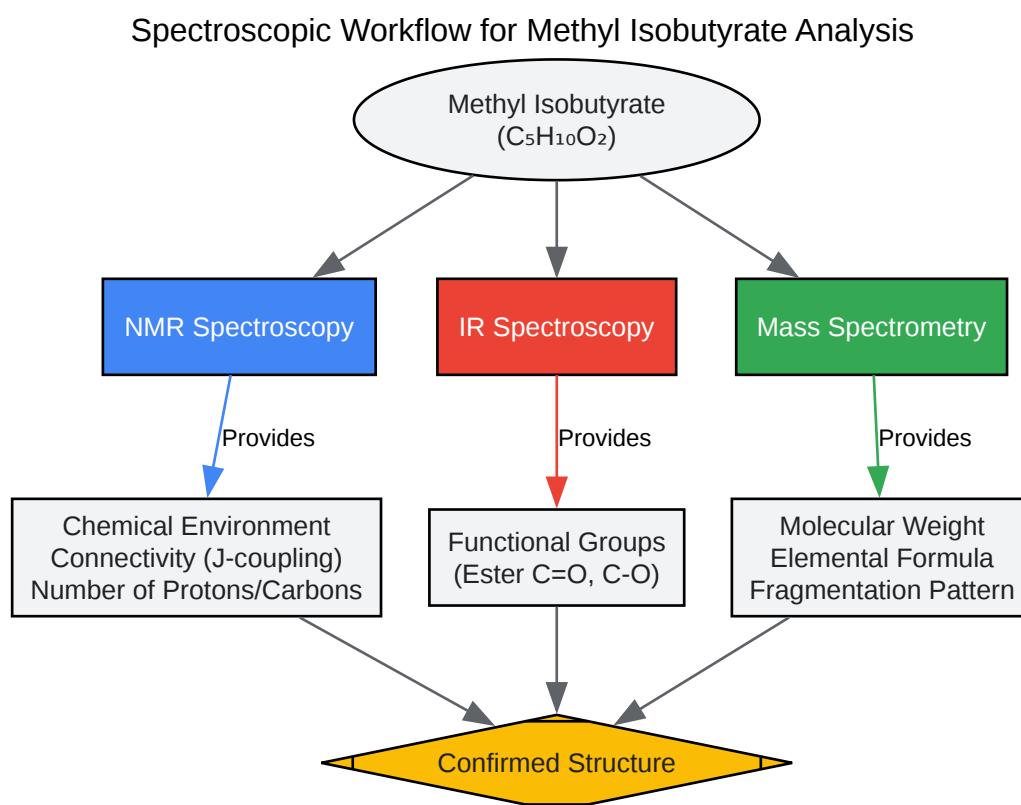 Spectroscopic Workflow for Methyl Isobutyrate Analysis
Methyl Isobutyrate
(C₅H₁₀O₂)
NMR Spectroscopy
IR Spectroscopy
Mass Spectrometry
Provides
Provides
Provides
Chemical Environment
Connectivity (J-coupling)
Number of Protons/Carbons
Functional Groups
(Ester C=O, C-O)
Molecular Weight
Elemental Formula
Fragmentation Pattern
Confirmed Structure